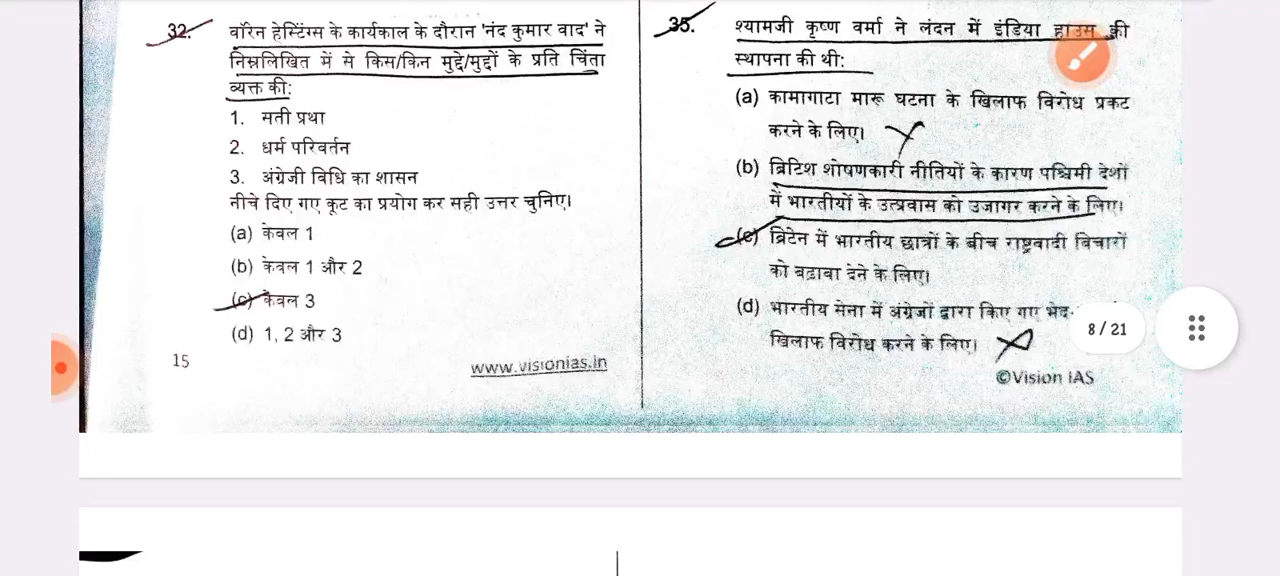 32. वॉरेन हेस्टिंग्स के कार्यकाल के दौरान 'नंद कुमार वाद' ने
निम्नलिखित में से किस/किन मुद्दे/मुद्दों के प्रति चिंता
व्यक्त की:
1. सती प्रथा
2. धर्म परिवर्तन
3. अंग्रेजी विधि का शासन
नीचे दिए गए कूट का प्रयोग कर सही उत्तर चुनिए।
(a) केवल 1
(b) केवल 1 और 2
(c) केवल 3
(d) 1, 2 और 3
15
www.visionias.in
35. श्यामजी कृष्ण वर्मा ने लंदन में इंडिया हाउस की
स्थापना की थी:
(a) कामागाटा मारू घटना के खिलाफ विरोध प्रकट
करने के लिए।
(b) ब्रिटिश शोषणकारी नीतियों के कारण पश्चिमी देशों
में भारतीयों के उत्प्रवास को उजागर करने के लिए।
(c) ब्रिटेन में भारतीय छात्रों के बीच राष्ट्रवादी विचारों
को बढ़ावा देने के लिए।
(d) भारतीय सेना में अंग्रेजों द्वारा किए गए भेद-
खिलाफ विरोध करने के लिए।
8 / 21
©Vision IAS